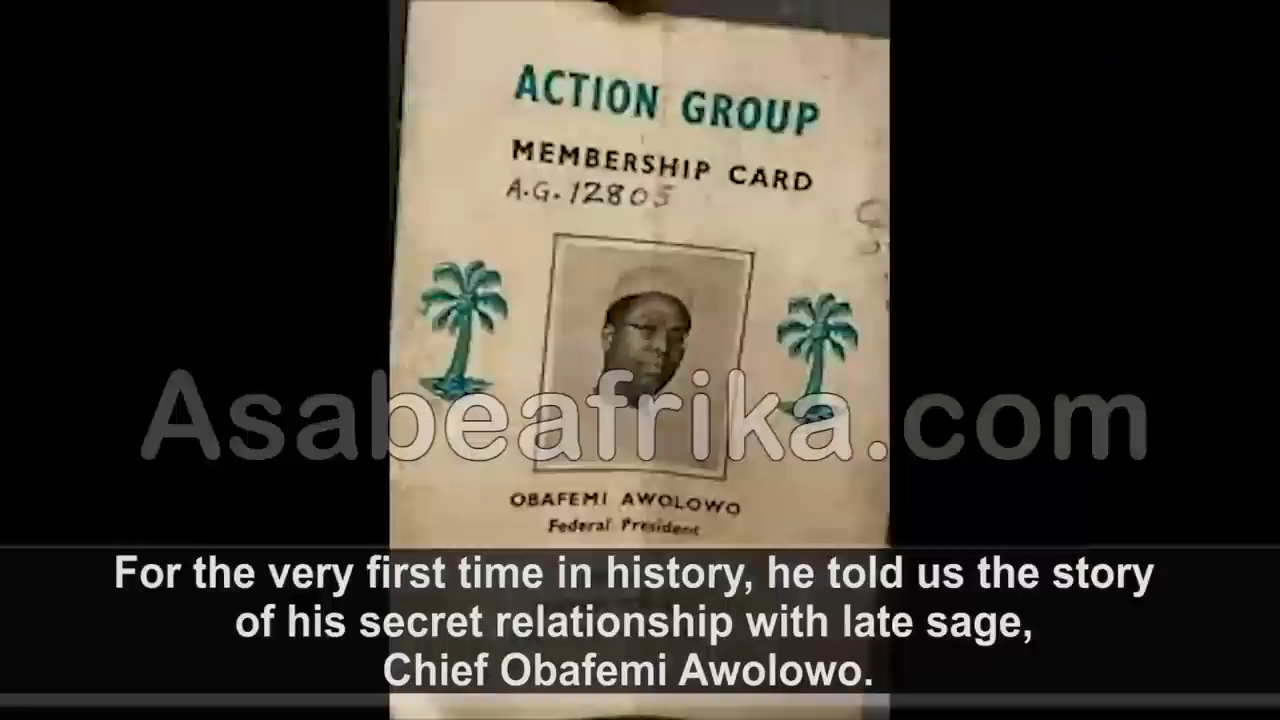 ACTION GROUP
MEMBERSHIP CARD
A.G. 12805
OBAFEMI AWOLOWO
Federal President
Asabeafrika.com
For the very first time in history, he told us the story
of his secret relationship with late sage,
Chief Obafemi Awolowo.